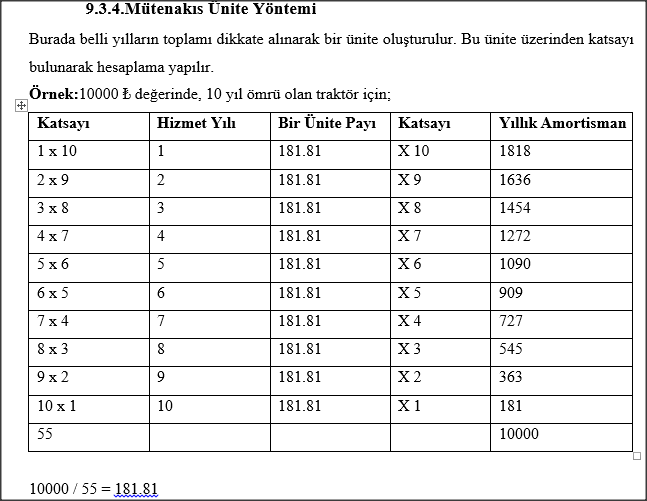 9.3.4.Mütenakıs Ünite Yöntemi
Burada belli yılların toplamı dikkate alınarak bir ünite oluşturulur. Bu ünite üzerinden katsayı
bulunarak hesaplama yapılır.
Örnek:10000 ₺ değerinde, 10 yıl ömrü olan traktör için;
Katsayı Hizmet Yılı Bir Ünite Payı Katsayı Yıllık Amortisman
1 x 10 1 181.81 X 10 1818
2 x 9 2 181.81 X 9 1636
3 x 8 3 181.81 X 8 1454
4 x 7 4 181.81 X 7 1272
5 x 6 5 181.81 X 6 1090
6 x 5 6 181.81 X 5 909
7 x 4 7 181.81 X 4 727
8 x 3 8 181.81 X 3 545
9 x 2 9 181.81 X 2 363
10 x 1 10 181.81 X 1 181
55 10000
10000 / 55 = 181.81